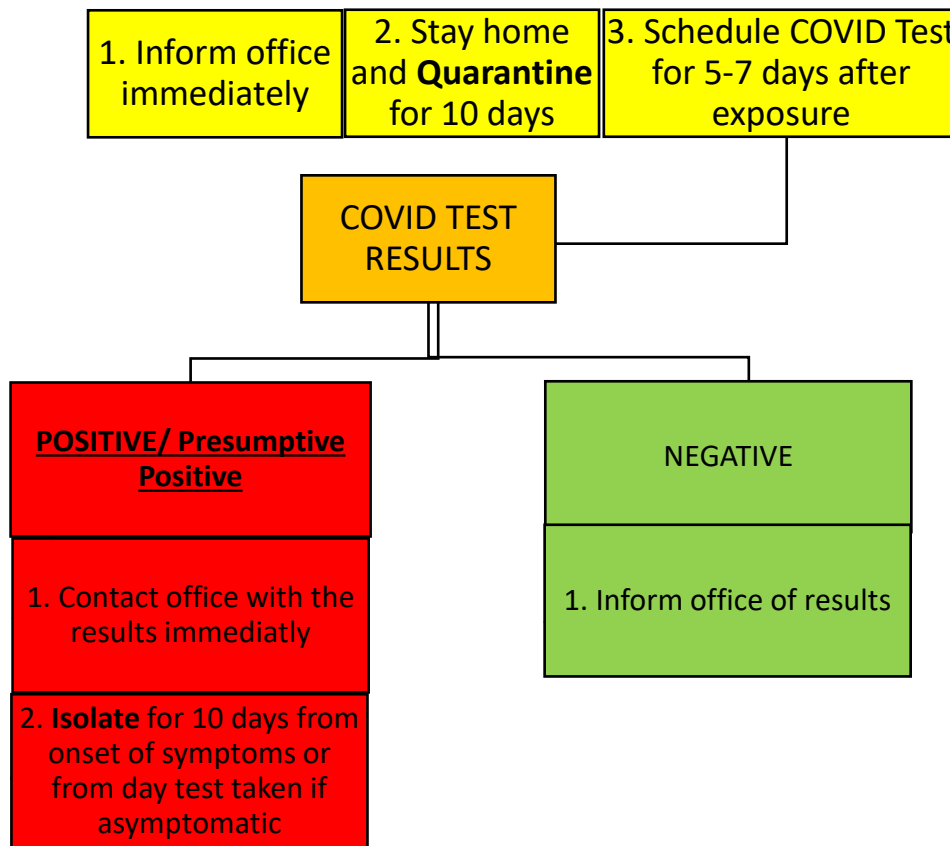 1. Inform office
immediately
2. Stay home
and Quarantine
for 10 days
3. Schedule COVID Test
for 5-7 days after
exposure
COVID TEST
RESULTS
POSITIVE/ Presumptive
Positive
1. Contact office with the
results immediatly
2. Isolate for 10 days from
onset of symptoms or
from day test taken if
asymptomatic
NEGATIVE
1. Inform office of results